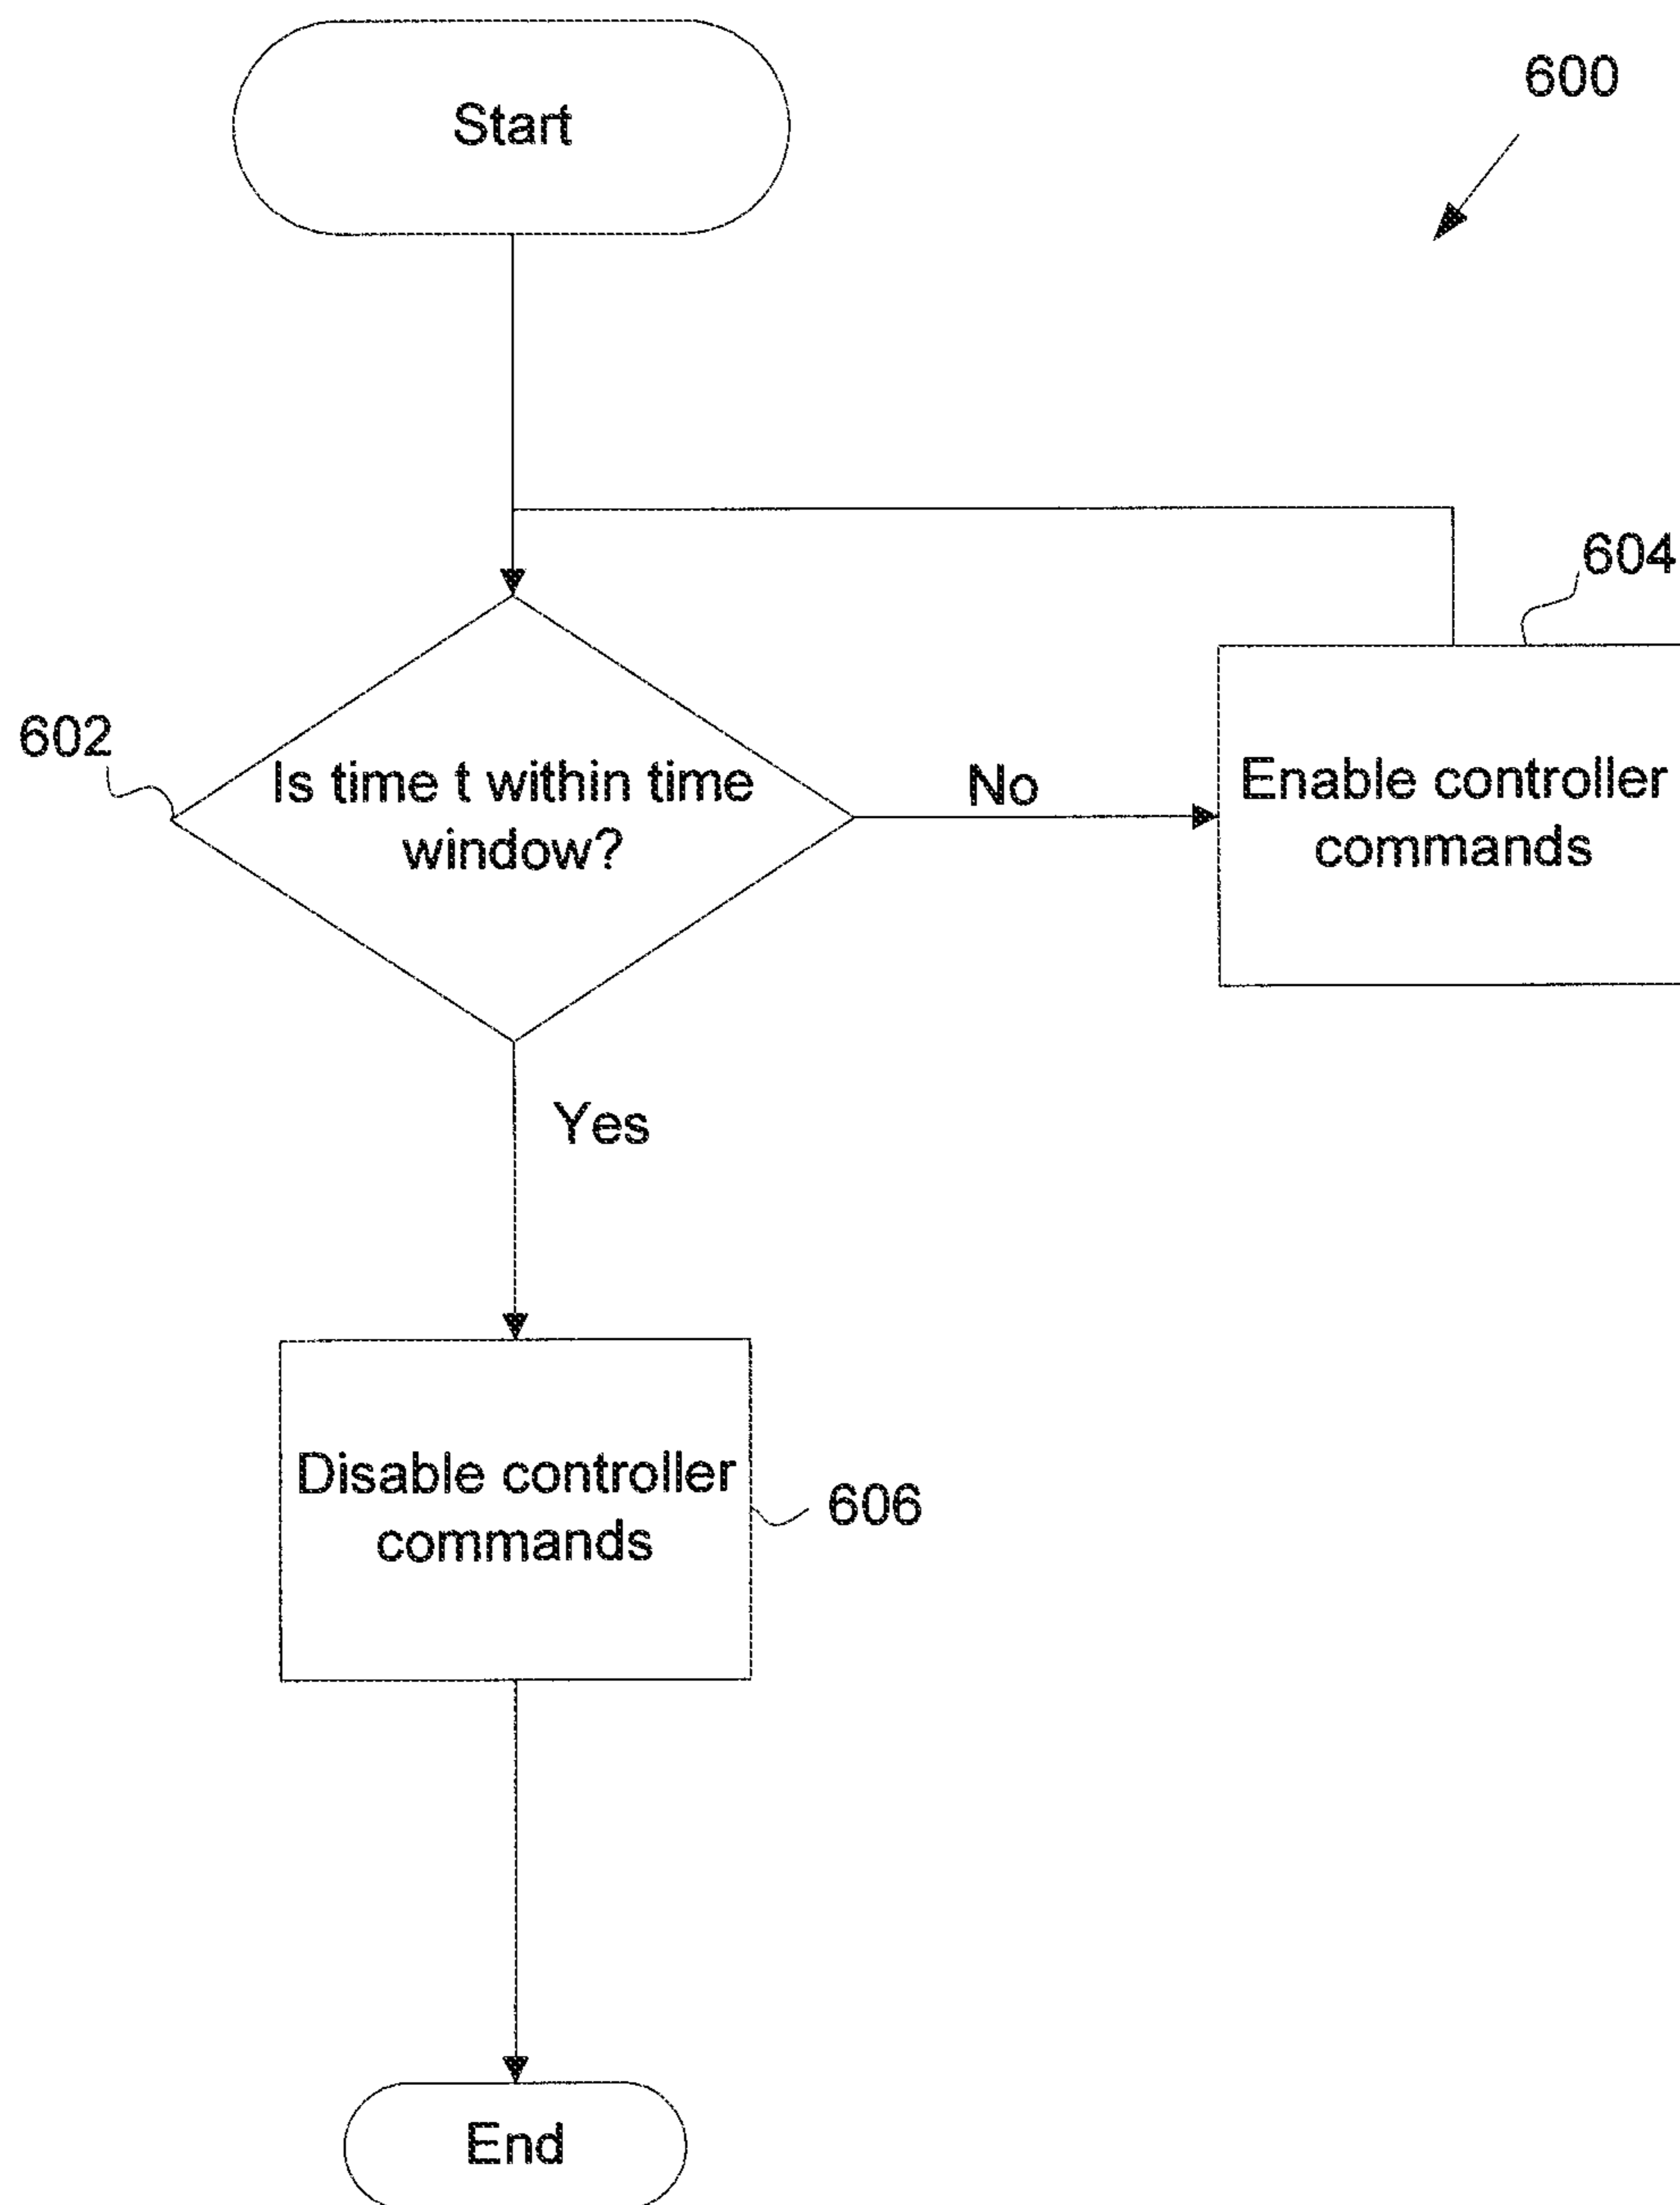 Start
600
604
602
Is time t within time
window?
No
Enable controller
commands
Yes
Disable controller
commands
606
End